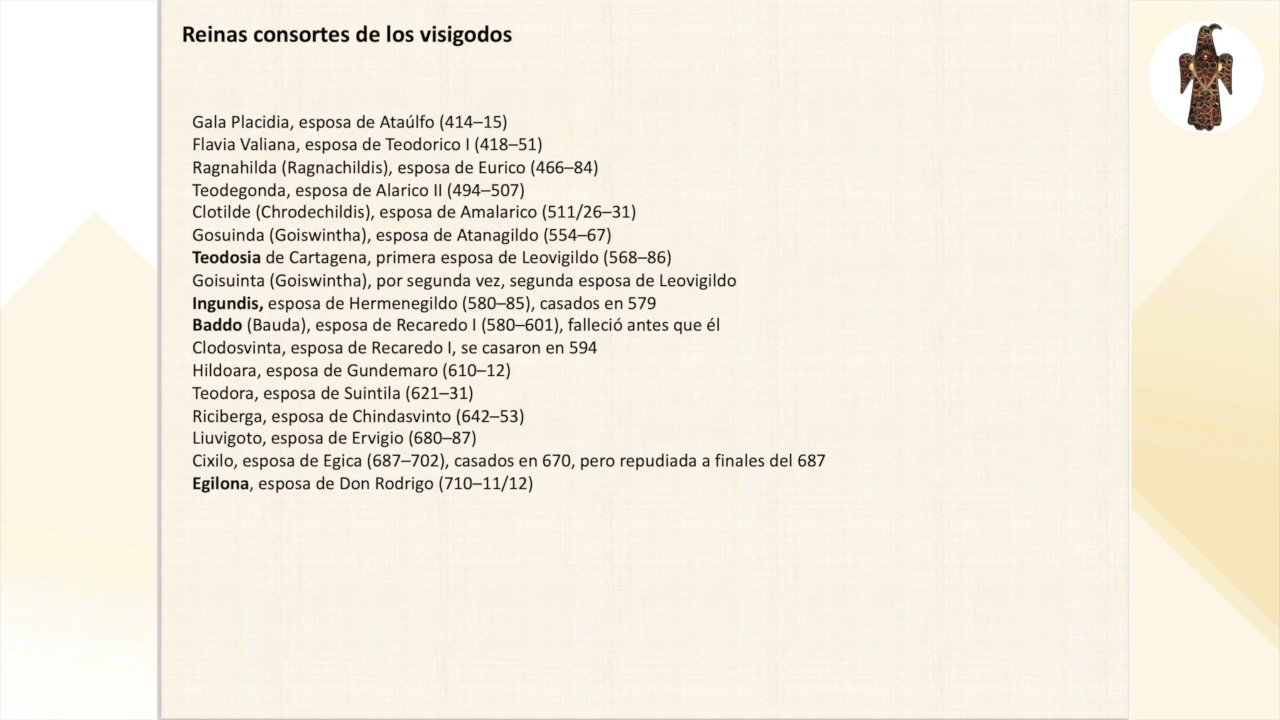 Reinas consortes de los visigodos
Gala Placidia, esposa de Ataúlfo (414–15)
Flavia Valiana, esposa de Teodorico I (418–51)
Ragnahilda (Ragnachildis), esposa de Eurico (466–84)
Teodegonda, esposa de Alarico II (494–507)
Clotilde (Chrodechildis), esposa de Amalarico (511/26–31)
Gosuinda (Goiswintha), esposa de Atanagildo (554–67)
Teodosia de Cartagena, primera esposa de Leovigildo (568–86)
Goisuinta (Goiswintha), por segunda vez, segunda esposa de Leovigildo
Ingundis, esposa de Hermenegildo (580–85), casados en 579
Baddo (Bauda), esposa de Recaredo I (580–601), falleció antes que él
Clodosvinta, esposa de Recaredo I, se casaron en 594
Hildoara, esposa de Gundemaro (610–12)
Teodora, esposa de Suintila (621–31)
Riciberga, esposa de Chindasvinto (642–53)
Liuvigoto, esposa de Ervigio (680–87)
Cixilo, esposa de Egica (687–702), casados en 670, pero repudiada a finales del 687
Egilona, esposa de Don Rodrigo (710–11/12)